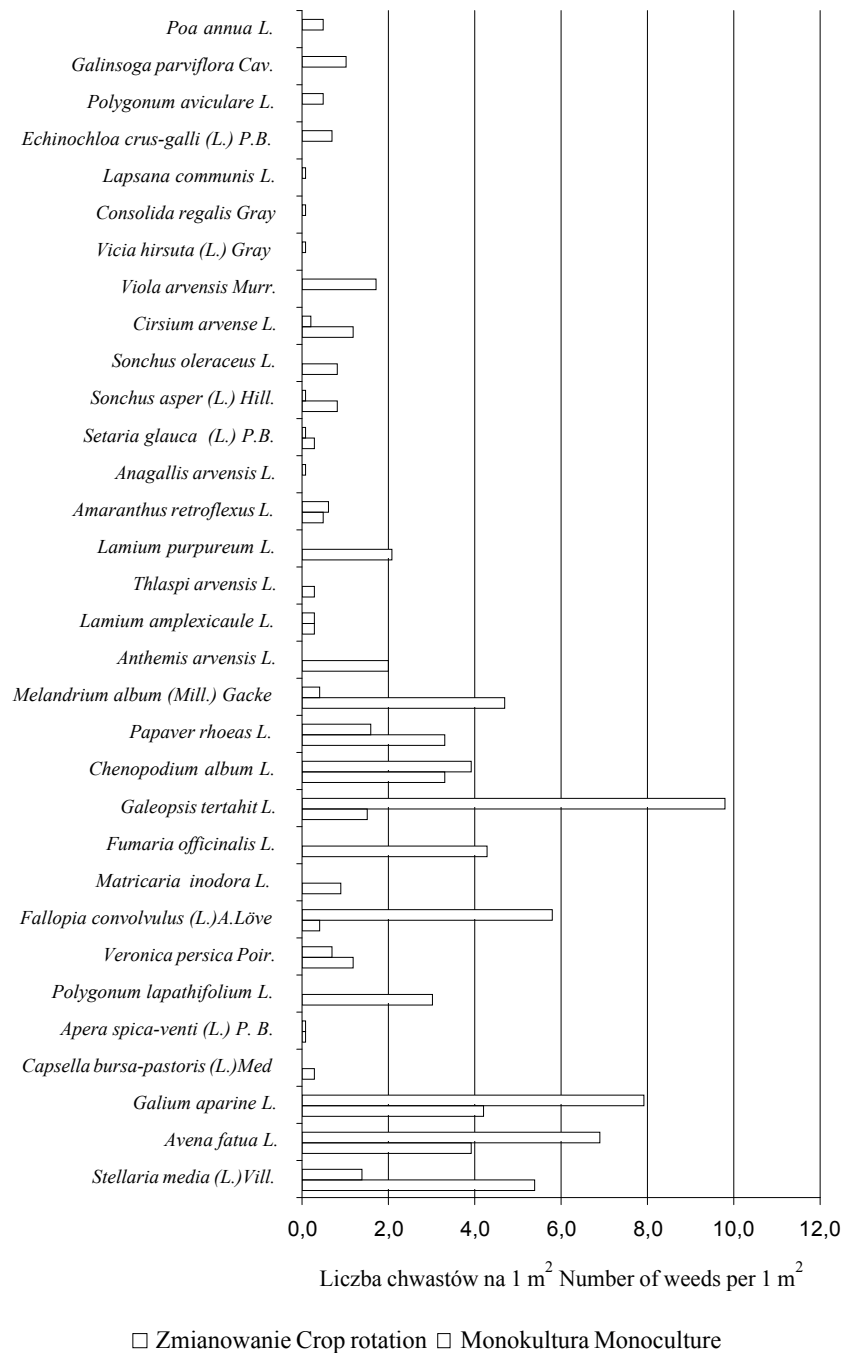 Poa annua L.
Galinsoga parviflora Cav.
Polygonum aviculare L.
Echinochloa crus-galli (L.) P.B.
Lapsana communis L.
Consolida regalis Gray
Vicia hirsuta (L.) Gray
Viola arvensis Murr.
Cirsium arvense L.
Sonchus oleraceus L.
Sonchus asper (L.) Hill.
Setaria glauca (L.) P.B.
Anagallis arvensis L.
Amaranthus retroflexus L.
Lamium purpureum L.
Thlaspi arvensis L.
Lamium amplexicaule L.
Anthemis arvensis L.
Melandrium album (Mill.) Gacke
Papaver rhoeas L.
Chenopodium album L.
Galeopsis tertahit L.
Fumaria officinalis L.
Matricaria inodora L.
Fallopia convolvulus (L.)A.Löve
Veronica persica Poir.
Polygonum lapathifolium L.
Apera spica-venti (L.) P. B.
Capsella bursa-pastoris (L.)Med
Galium aparine L.
Avena fatua L.
Stellaria media (L.)Vill.
0,0 2,0 4,0 6,0 8,0 10,0 12,0
Liczba chwastów na 1 m² Number of weeds per 1 m²
□ Zmianowanie Crop rotation □ Monokultura Monoculture